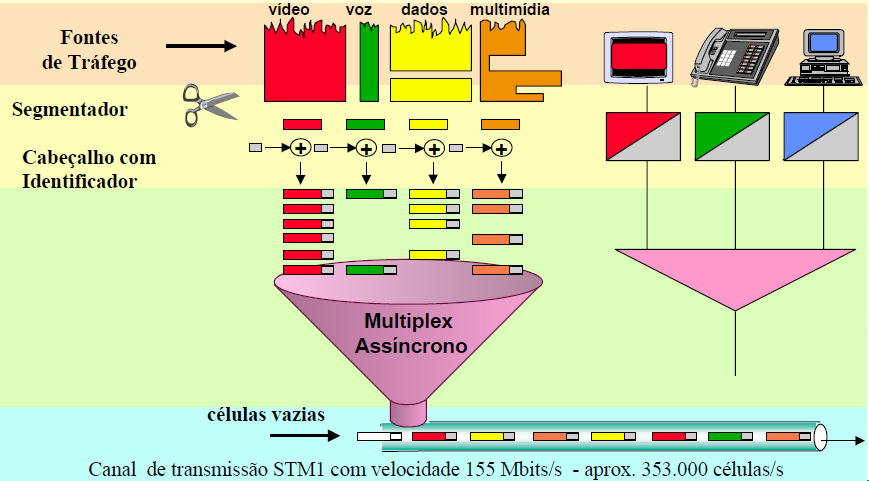 vídeo voz dados multimídia
Fontes
de Tráfego
Segmentador
Cabeçalho com
Identificador
Multiplex
Assíncrono
células vazias
Canal de transmissão STM1 com velocidade 155 Mbits/s - aprox. 353.000 células/s